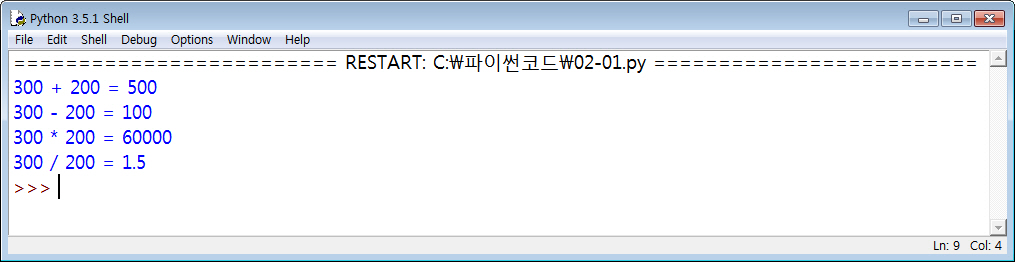 Python 3.5.1 Shell
File Edit Shell Debug Options Window Help
========================= RESTART: C:\파이썬코드\02-01.py =========================
300 + 200 = 500
300 - 200 = 100
300 * 200 = 60000
300 / 200 = 1.5
>>>
Ln: 9 Col: 4